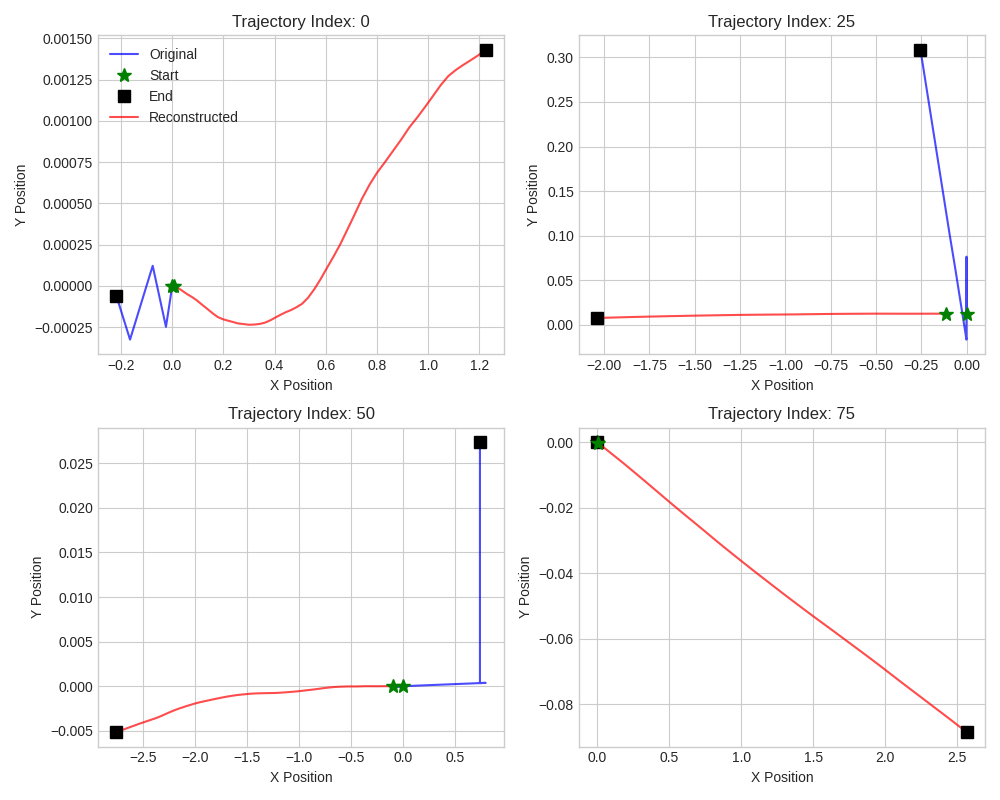 Trajectory Index: 0
Original
Start
End
Reconstructed
0.00150
0.00125
0.00100
0.00075
0.00050
0.00025
0.00000
−0.00025
Y Position
−0.2 0.0 0.2 0.4 0.6 0.8 1.0 1.2
X Position
Trajectory Index: 25
0.30
0.25
0.20
0.15
0.10
0.05
0.00
Y Position
−2.00 −1.75 −1.50 −1.25 −1.00 −0.75 −0.50 −0.25 0.00
X Position
Trajectory Index: 50
0.025
0.020
0.015
0.010
0.005
0.000
−0.005
Y Position
−2.5 −2.0 −1.5 −1.0 −0.5 0.0 0.5
X Position
Trajectory Index: 75
0.00
−0.02
−0.04
−0.06
−0.08
Y Position
0.0 0.5 1.0 1.5 2.0 2.5
X Position